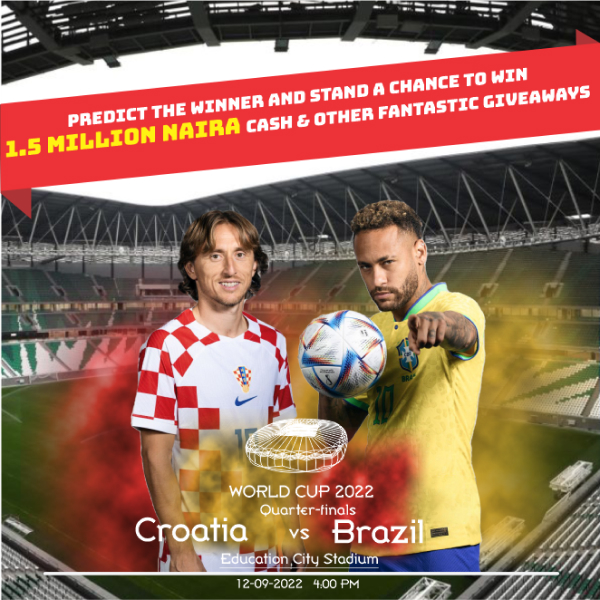 PREDICT THE WINNER AND STAND A CHANCE TO WIN
1.5 MILLION NAIRA CASH & OTHER FANTASTIC GIVEAWAYS
10
WORLD CUP 2022
Quarter-finals
Croatia vs Brazil
Education City Stadium
12-09-2022 4:00 PM